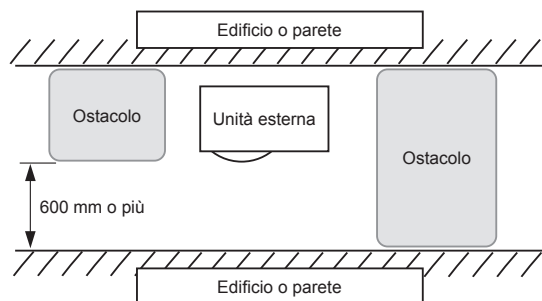 Edificio o parete
Ostacolo
Unità esterna
Ostacolo
600 mm o più
Edificio o parete